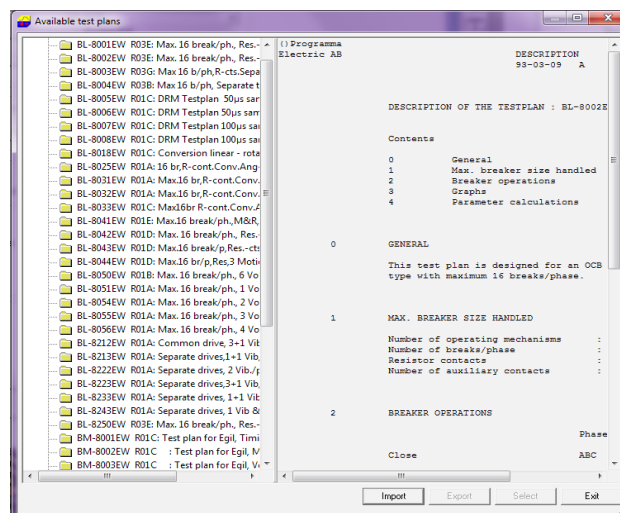 Available test plans
BL-8001EW R03E: Max. 16 break/ph., Res.-
BL-8002EW R03E: Max. 16 break/ph., Res.-
BL-8003EW R03G: Max 16 b/ph,R-cts.Sepa
BL-8004EW R03B: Max 16 b/ph, Separate t
BL-8005EW R01C: DRM Testplan 50µs sar
BL-8006EW R01C: DRM Testplan 50µs sam
BL-8007EW R01C: DRM Testplan 100µs sai
BL-8008EW R01C: DRM Testplan 100µs sai
BL-8018EW R01C: Conversion linear - rota
BL-8025EW R01A: 16 br,R-cont.Conv.Ang-
BL-8031EW R01A: Max.16 br,R-cont.Conv.
BL-8032EW R01A: Max.16 br,R-cont.Conv.
BL-8033EW R01C: Max16br R-cont.Conv.A
BL-8041EW R01E: Max.16 break/ph.,M&R,
BL-8042EW R01D: Max. 16 break/ph., Res.
BL-8043EW R01D: Max. 16 break/p,Res.-cts
BL-8044EW R01D: Max.16 br/p,Res,3 Moti
BL-8050EW R01B: Max. 16 break/ph., 6 Vo
BL-8051EW R01A: Max. 16 break/ph., 1 Vo
BL-8054EW R01A: Max. 16 break/ph., 2 Vo
BL-8055EW R01A: Max. 16 break/ph., 3 Vo
BL-8056EW R01A: Max. 16 break/ph., 4 Vo
BL-8212EW R01A: Common drive, 3+1 Vib
BL-8213EW R01A: Separate drives,1+1 Vib,
BL-8222EW R01A: Separate drives, 2 Vib./p
BL-8223EW R01A: Separate drives,3+1 Vib,
BL-8233EW R01A: Separate drives, 1+1 Vib
BL-8243EW R01A: Separate drives, 1 Vib &
BL-8250EW R03E: Max. 16 break/ph., Res.-
BM-8001EW R01C: Test plan for Egil, Timi
BM-8002EW R01C : Test plan for Egil, M
BM-8003EW R01C : Test plan for Egil, V
()Programma
Electric AB DESCRIPTION
93-03-09 A
DESCRIPTION OF THE TESTPLAN : BL-8002E
Contents
0 General
1 Max. breaker size handled
2 Breaker operations
3 Graphs
4 Parameter calculations
0 GENERAL
This test plan is designed for an OCB
type with maximum 16 breaks/phase.
1 MAX. BREAKER SIZE HANDLED
Number of operating mechanisms :
Number of breaks/phase :
Resistor contacts :
Number of auxiliary contacts :
2 BREAKER OPERATIONS
Phase
Close ABC
Import Export Select Exit